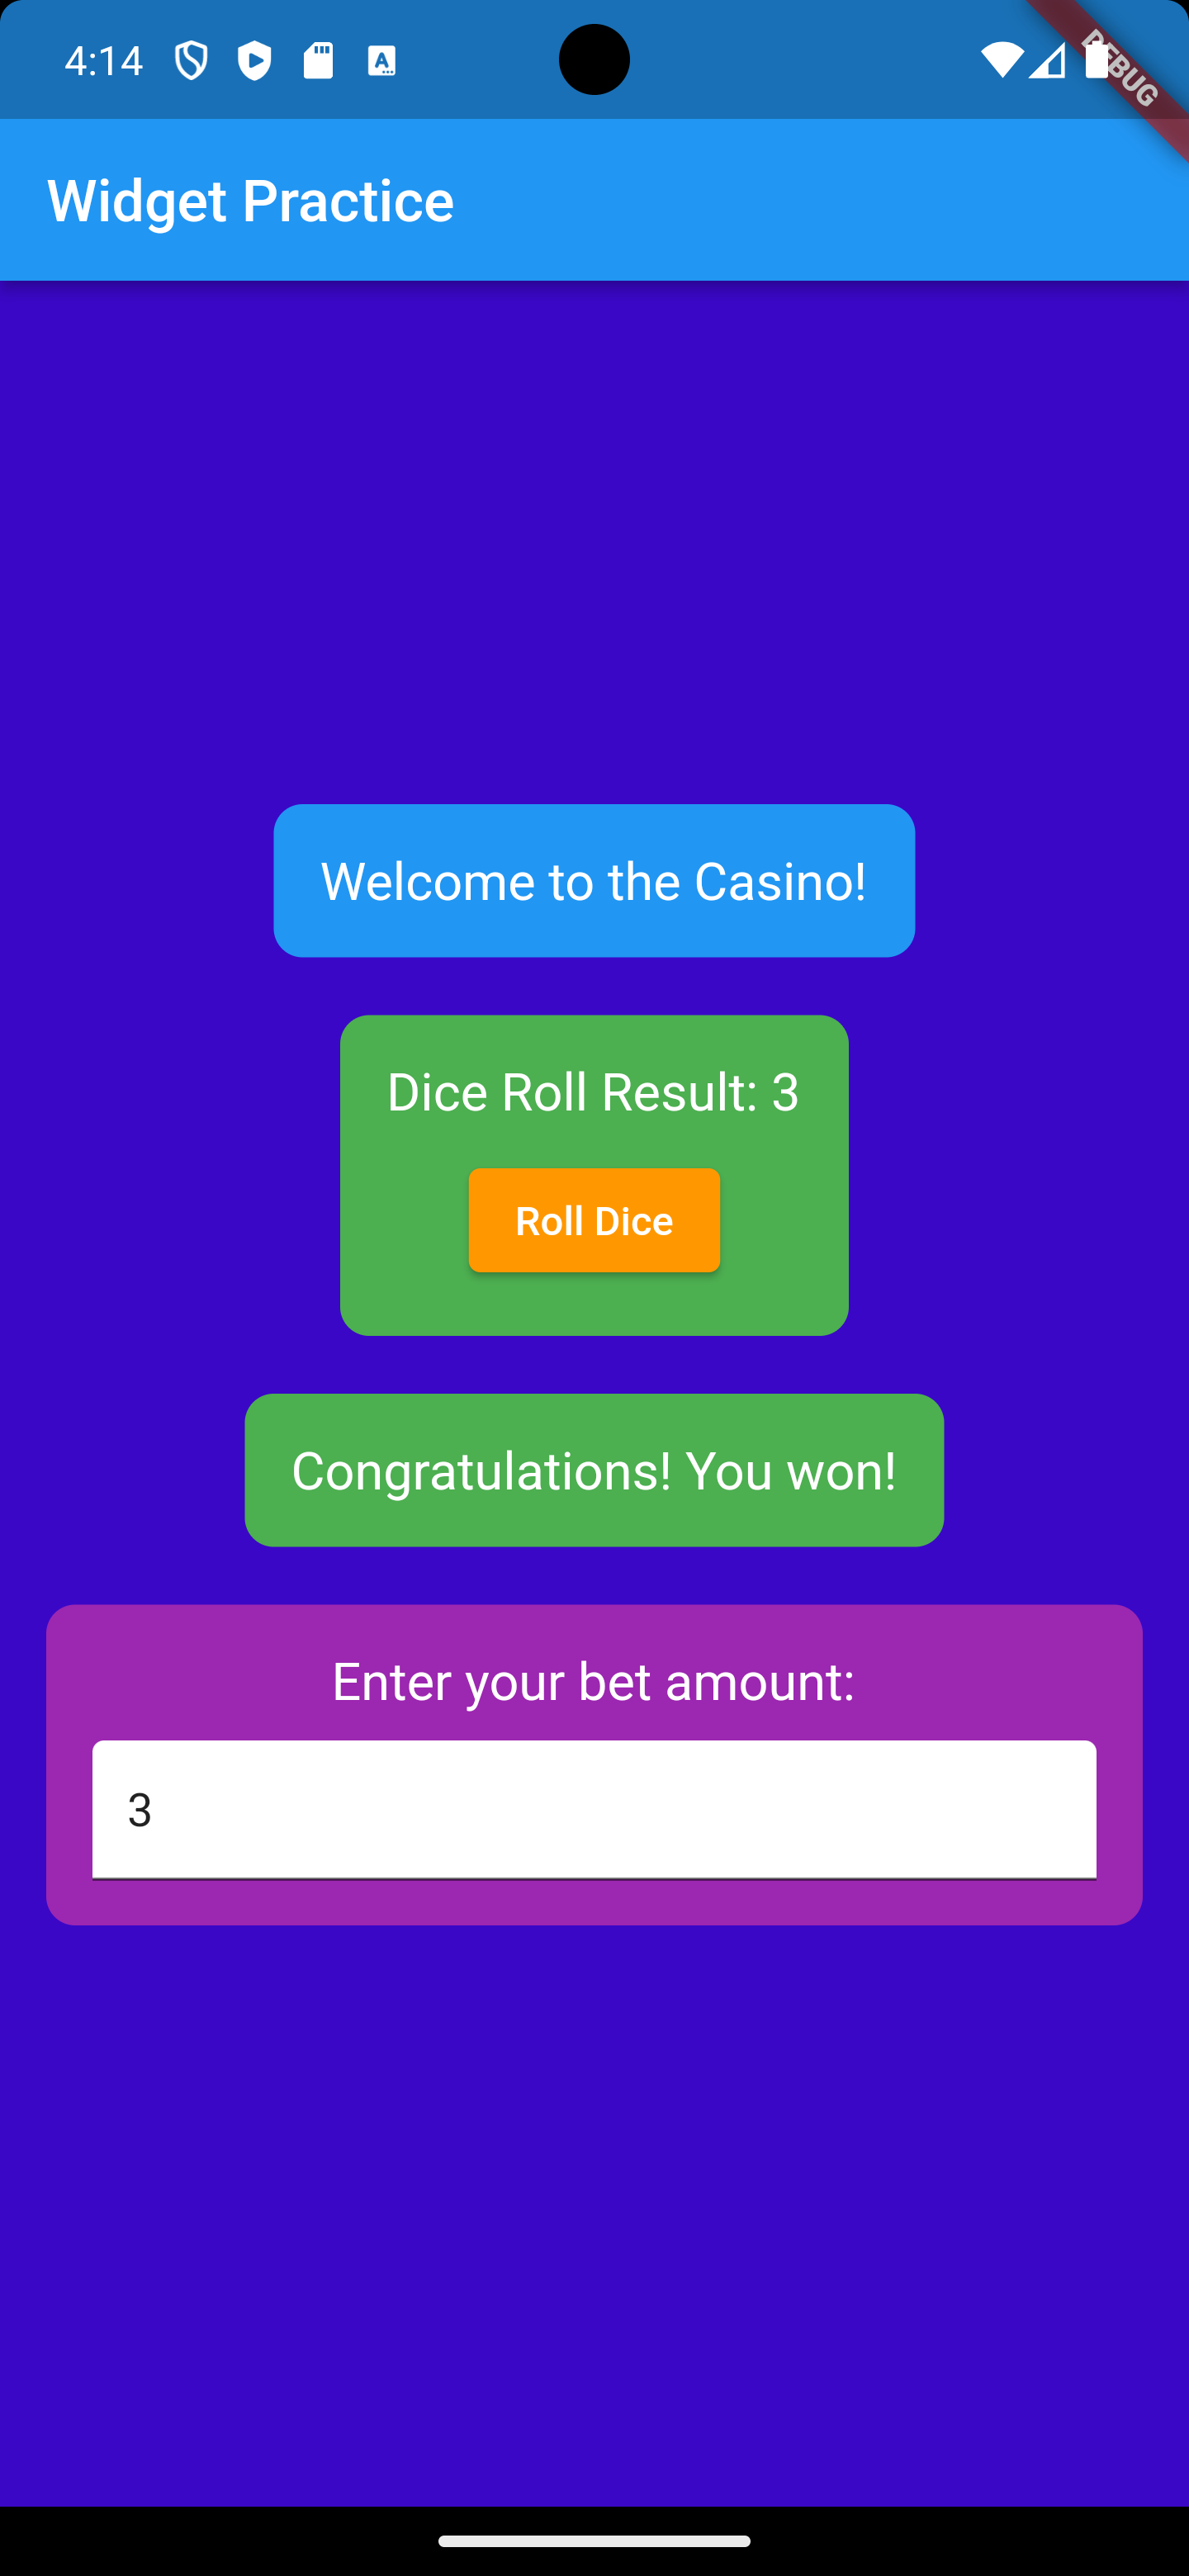 4:14
DEBUG
Widget Practice
Welcome to the Casino!
Dice Roll Result: 3
Roll Dice
Congratulations! You won!
Enter your bet amount:
3